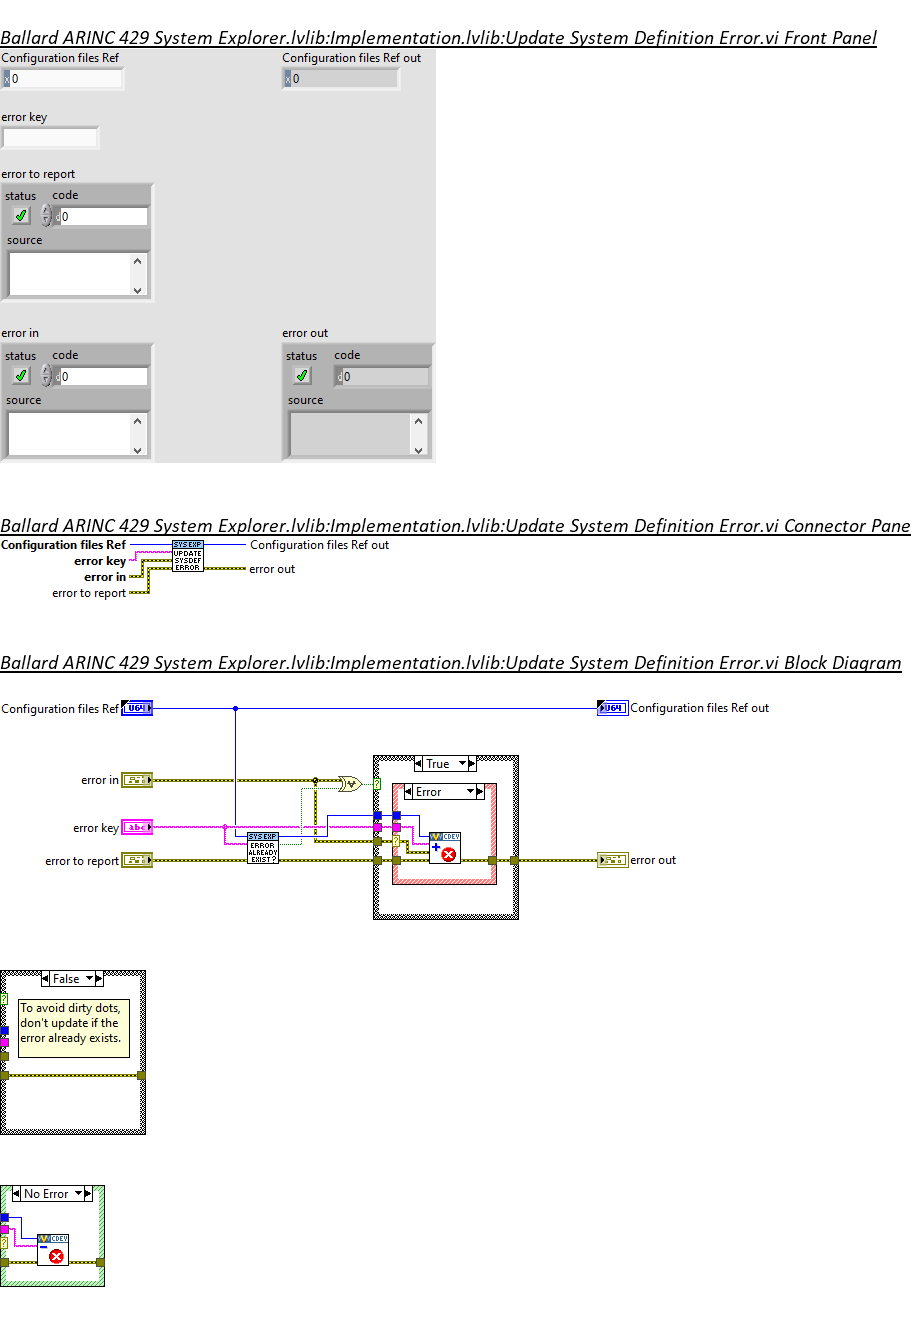 Ballard ARINC 429 System Explorer.lvlib:Implementation.lvlib:Update System Definition Error.vi Front Panel
Configuration files Ref
Configuration files Ref out
x 0
x 0
error key
error to report
status code
d 0
source
error in
error out
status code
status code
d 0
d 0
source
source
Ballard ARINC 429 System Explorer.lvlib:Implementation.lvlib:Update System Definition Error.vi Connector Pane
Configuration files Ref
SYS EXP
UPDATE
SYSDEF
ERROR
Configuration files Ref out
error key
error in
error out
error to report
Ballard ARINC 429 System Explorer.lvlib:Implementation.lvlib:Update System Definition Error.vi Block Diagram
Configuration files Ref
U64
U64
Configuration files Ref out
True
?
error in
Error
error key
abc
SYS EXP
ERROR
ALREADY
EXIST?
?
CDEV
error to report
error out
False
?
To avoid dirty dots,
don't update if the
error already exists.
No Error
?
CDEV